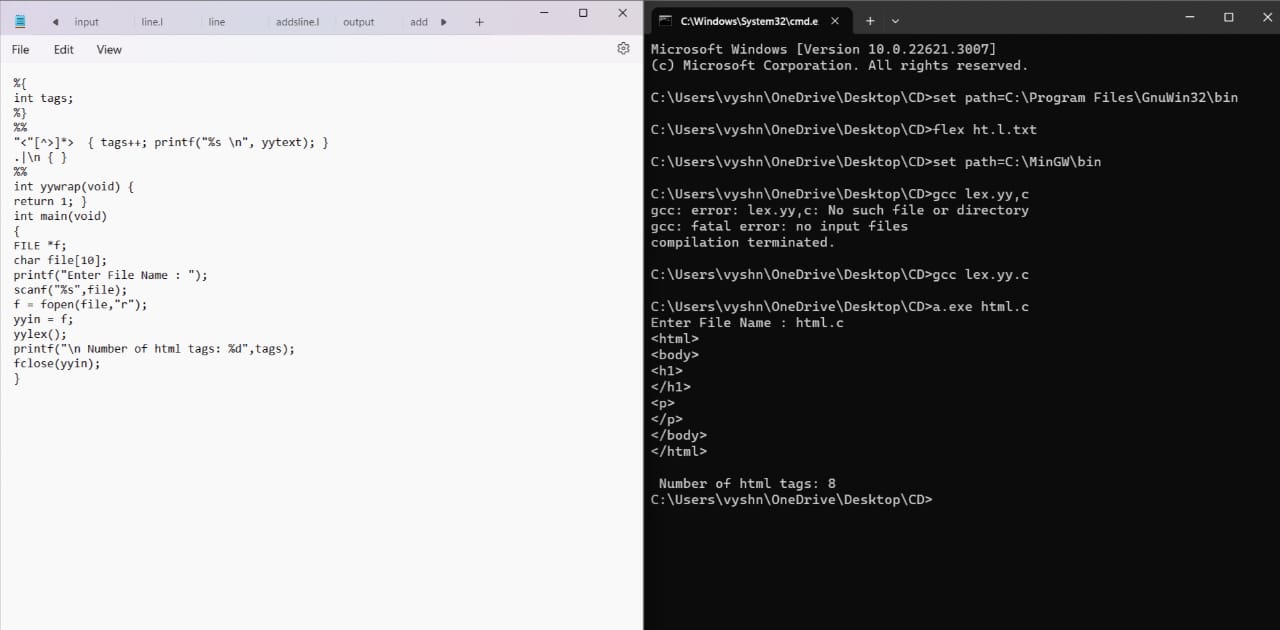 input line.l line addsline.l output add
File Edit View
%{
int tags;
%}
%%
"<"[^>]*> { tags++; printf("%s \n", yytext); }
.|\n { }
%%
int yywrap(void) {
return 1; }
int main(void)
{
FILE *f;
char file[10];
printf("Enter File Name : ");
scanf("%s",file);
f = fopen(file,"r");
yyin = f;
yylex();
printf("\n Number of html tags: %d",tags);
fclose(yyin);
}
C:\Windows\System32\cmd.e
Microsoft Windows [Version 10.0.22621.3007]
(c) Microsoft Corporation. All rights reserved.
C:\Users\vyshn\OneDrive\Desktop\CD>set path=C:\Program Files\GnuWin32\bin
C:\Users\vyshn\OneDrive\Desktop\CD>flex ht.l.txt
C:\Users\vyshn\OneDrive\Desktop\CD>set path=C:\MinGW\bin
C:\Users\vyshn\OneDrive\Desktop\CD>gcc lex.yy,c
gcc: error: lex.yy,c: No such file or directory
gcc: fatal error: no input files
compilation terminated.
C:\Users\vyshn\OneDrive\Desktop\CD>gcc lex.yy.c
C:\Users\vyshn\OneDrive\Desktop\CD>a.exe html.c
Enter File Name : html.c
<html>
<body>
<h1>
</h1>
<p>
</p>
</body>
</html>
Number of html tags: 8
C:\Users\vyshn\OneDrive\Desktop\CD>